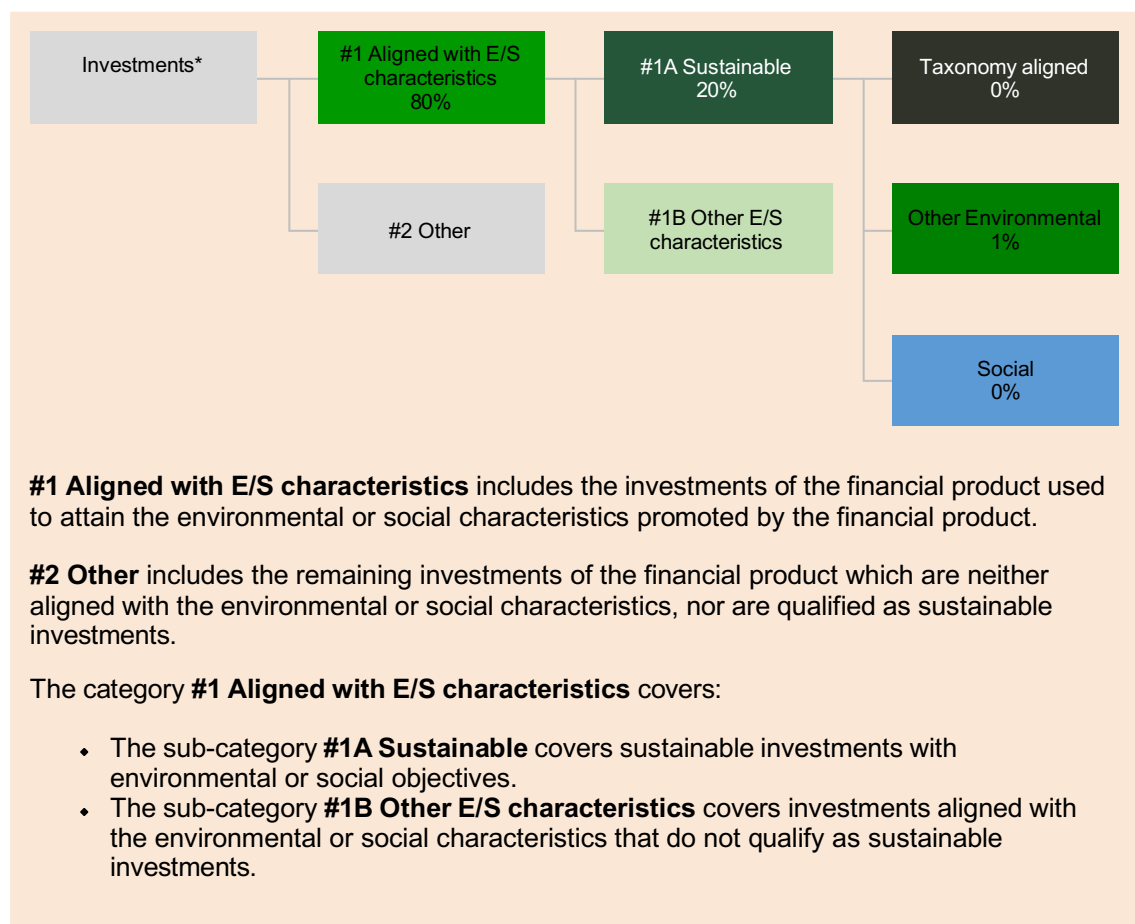 Investments*
#1 Aligned with E/S
characteristics
80%
#1A Sustainable
20%
Taxonomy aligned
0%
#2 Other
#1B Other E/S
characteristics
Other Environmental
1%
Social
0%
#1 Aligned with E/S characteristics includes the investments of the financial product used
to attain the environmental or social characteristics promoted by the financial product.
#2 Other includes the remaining investments of the financial product which are neither
aligned with the environmental or social characteristics, nor are qualified as sustainable
investments.
The category #1 Aligned with E/S characteristics covers:
• The sub-category #1A Sustainable covers sustainable investments with
environmental or social objectives.
• The sub-category #1B Other E/S characteristics covers investments aligned with
the environmental or social characteristics that do not qualify as sustainable
investments.